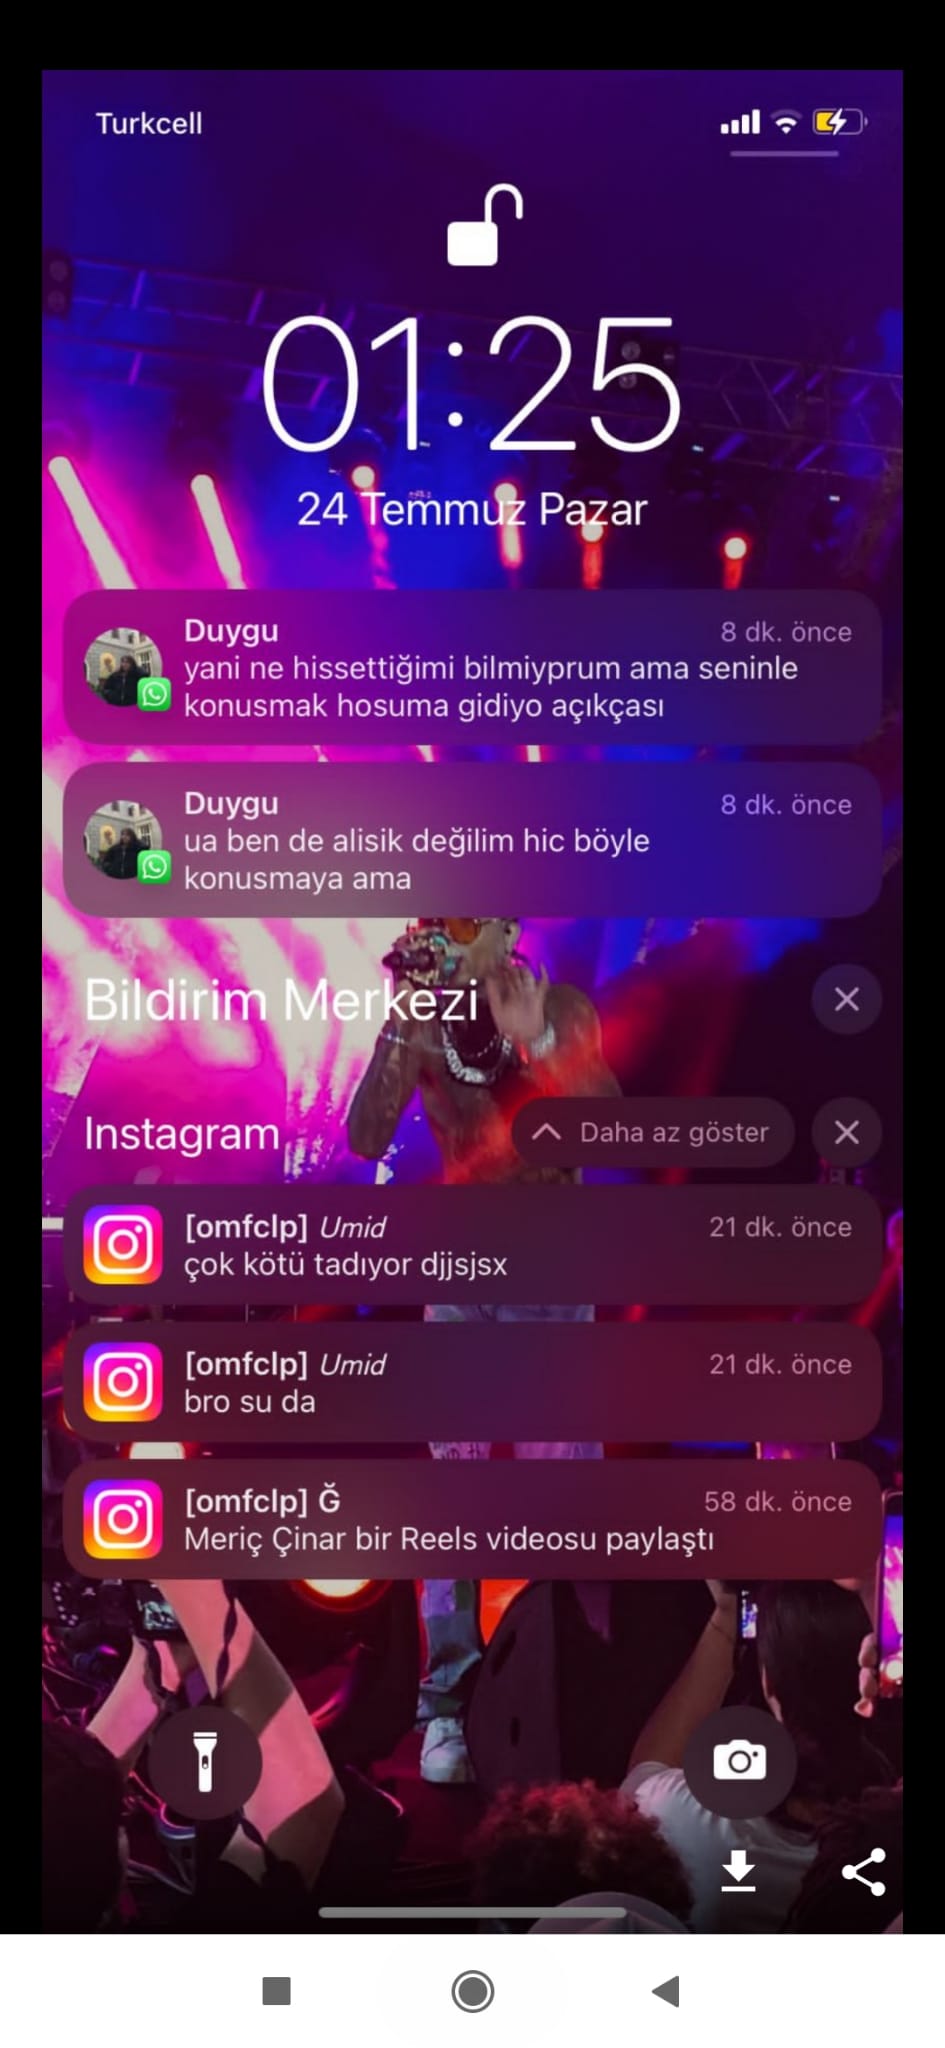 Turkcell
01:25
24 Temmuz Pazar
Duygu
8 dk. önce
yani ne hissettiğimi bilmiyprum ama seninle
konusmak hosuma gidiyo açıkçası
Duygu
8 dk. önce
ua ben de alisik değilim hic böyle
konusmaya ama
Bildirim Merkezi
Instagram
Daha az göster
[omfclp] Umid
21 dk. önce
çok kötü tadıyor djjsjsx
[omfclp] Umid
21 dk. önce
bro su da
[omfclp] Ğ
58 dk. önce
Meriç Çinar bir Reels videosu paylaştı